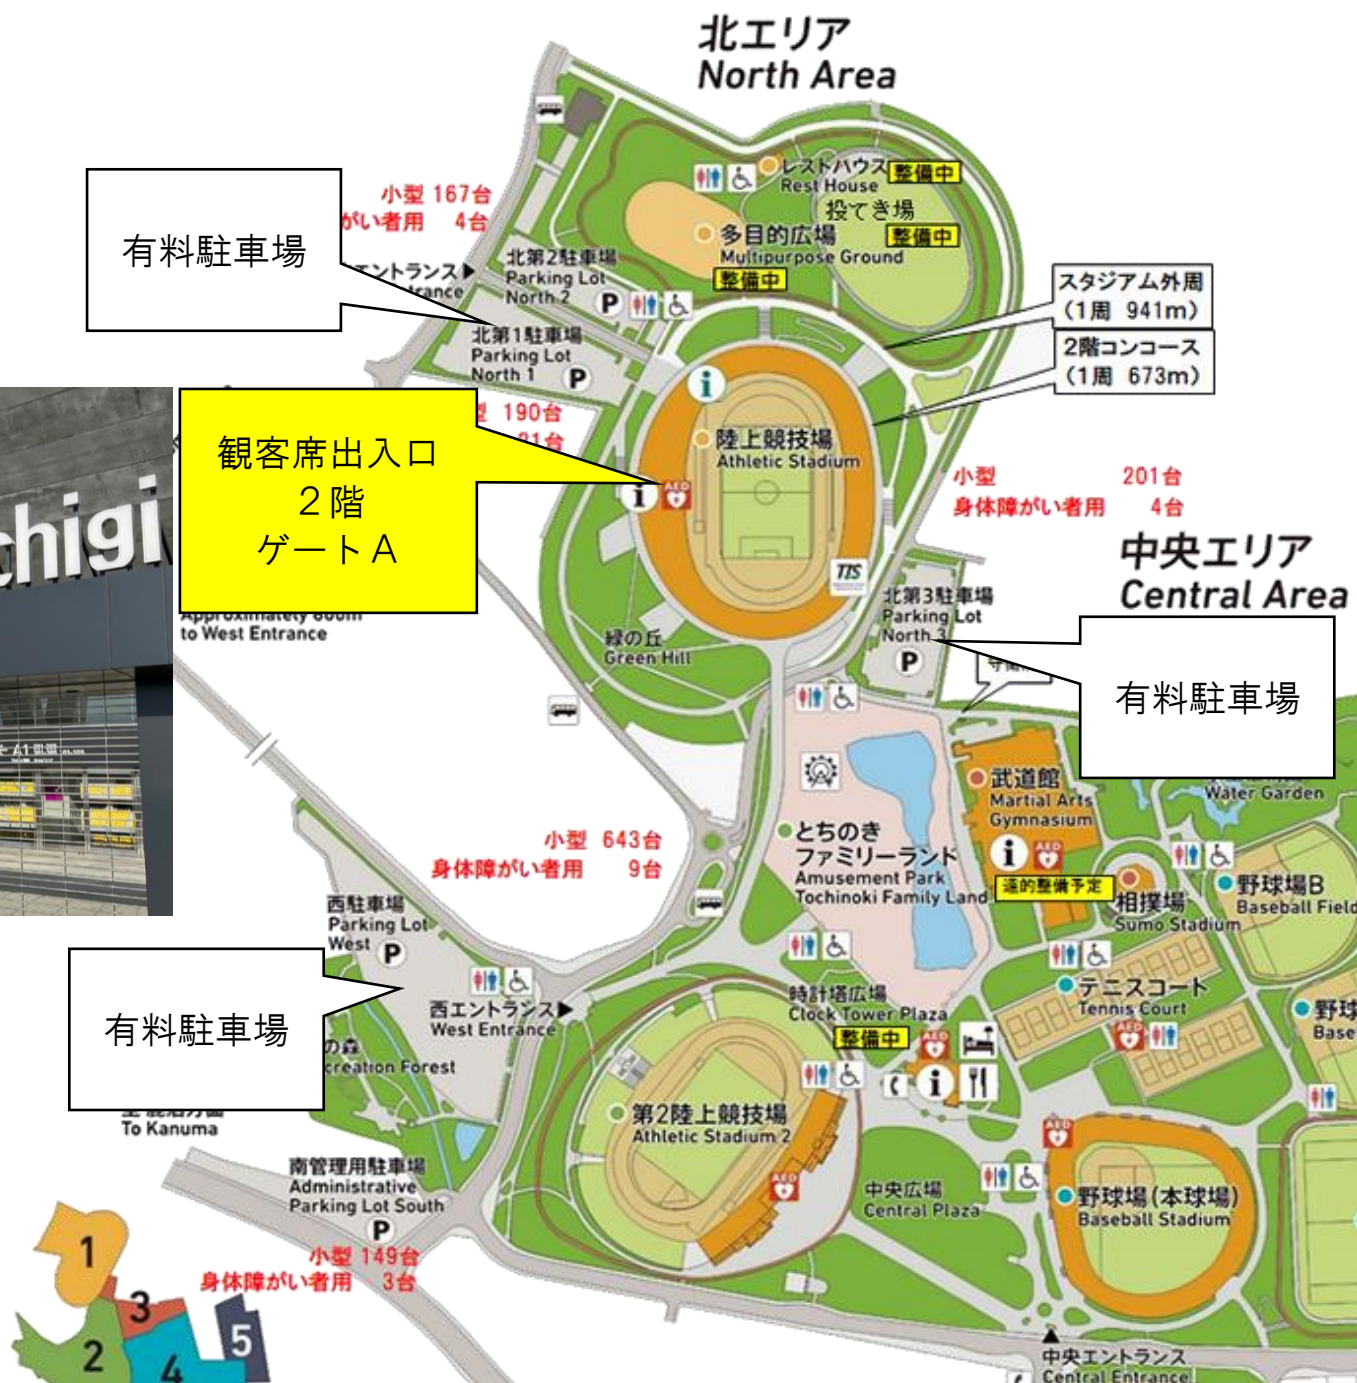 北エリア
North Area
レストハウス 整備中
Rest House
投てき場
整備中
多目的広場
Multipurpose Ground
整備中
小型 167台
がい者用 4台
有料駐車場
エントランス▶
北第2駐車場
Parking Lot
North 2
P
北第1駐車場
Parking Lot
North 1
P
スタジアム外周
(1周 941m)
2階コンコース
(1周 673m)
190台
観客席出入口
2階
ゲートA
i
陸上競技場
Athletic Stadium
i
AED
TTS
小型 201台
身体障がい者用 4台
中央エリア
Central Area
北第3駐車場
Parking Lot
North 3
P
有料駐車場
chigi
A1
to West Entrance
緑の丘
Green Hill
武道館
Martial Arts
Gymnasium
i
AED
Water Garden
とちのき
ファミリーランド
Amusement Park
Tochinoki Family Land
小型 643台
身体障がい者用 9台
相撲場
Sumo Stadium
野球場B
Baseball Field
西駐車場
Parking Lot
West
P
有料駐車場
西エントランス▶
West Entrance
の森
creation Forest
時計塔広場
Clock Tower Plaza
整備中
AED
i
テニスコート
Tennis Court
AED
野球
Base
To Kanuma
第2陸上競技場
Athletic Stadium 2
AED
南管理用駐車場
Administrative
Parking Lot South
P
小型 149台
身体障がい者用 3台
中央広場
Central Plaza
AED
野球場(本球場)
Baseball Stadium
中央エントランス
Central Entrance
1
2
3
4
5